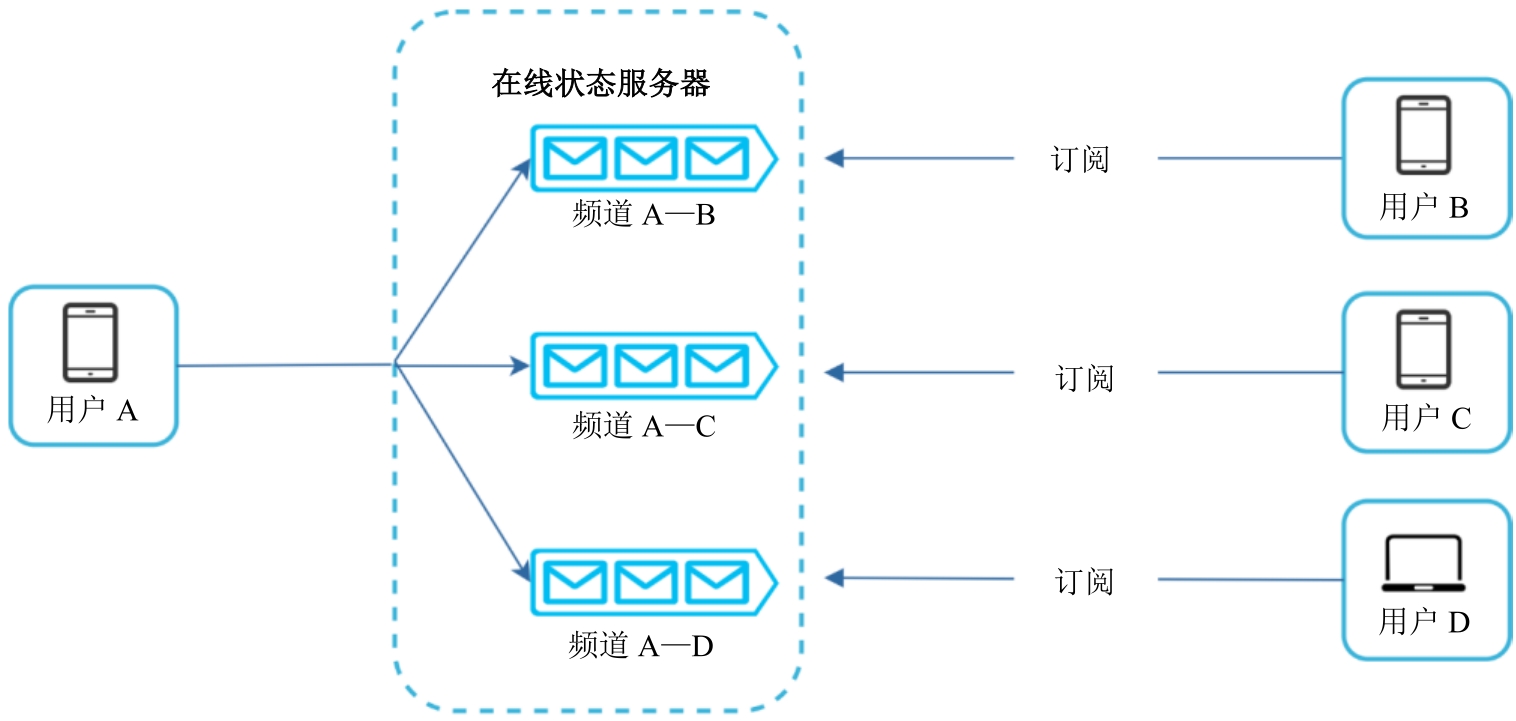 在线状态服务器
订阅
用户 B
频道 A—B
用户 A
频道 A—C
订阅
用户 C
频道 A—D
订阅
用户 D